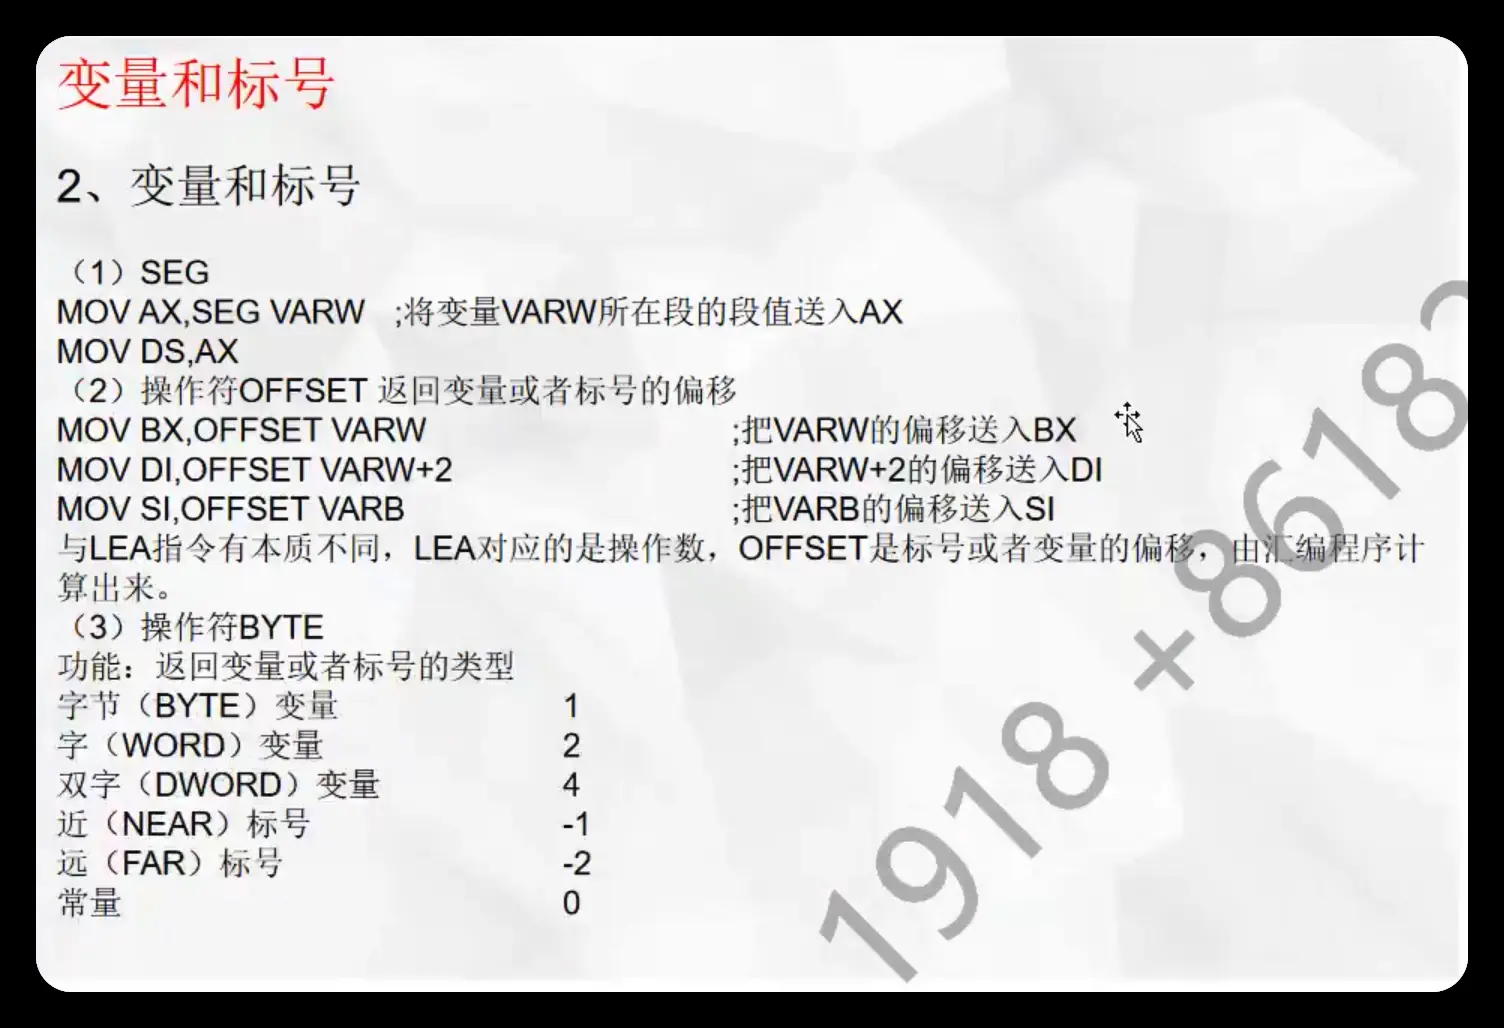 变量和标号
2、变量和标号
（1）SEG
MOV AX,SEG VARW ;将变量VARW所在段的段值送入AX
MOV DS,AX
（2）操作符OFFSET 返回变量或者标号的偏移
MOV BX,OFFSET VARW ;把VARW的偏移送入BX
MOV DI,OFFSET VARW+2 ;把VARW+2的偏移送入DI
MOV SI,OFFSET VARB ;把VARB的偏移送入SI
与LEA指令有本质不同，LEA对应的是操作数，OFFSET是标号或者变量的偏移，由汇编程序计
算出来。
（3）操作符BYTE
功能：返回变量或者标号的类型
字节（BYTE）变量 1
字（WORD）变量 2
双字（DWORD）变量 4
近（NEAR）标号 -1
远（FAR）标号 -2
常量 0
1918 +8618